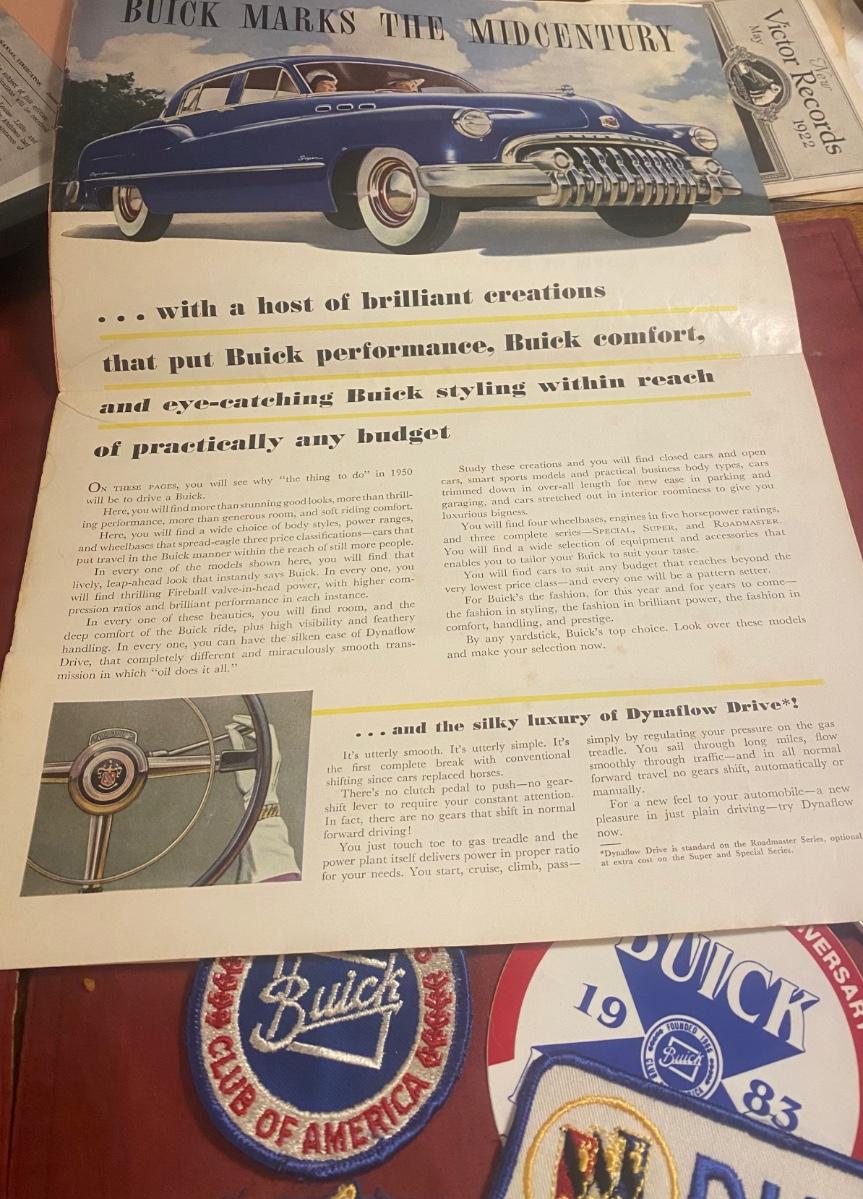 BUICK MARKS THE MIDCENTURY
New
Victor Records
May 1922
Super
. . . with a host of brilliant creations
that put Buick performance, Buick comfort,
and eye-catching Buick styling within reach
of practically any budget
ON THESE PAGES, you will see why “the thing to do” in 1950
will be to drive a Buick.
Here, you will find more than stunning good looks, more than thrill-
ing performance, more than generous room, and soft riding comfort.
Here, you will find a wide choice of body styles, power ranges,
and wheelbases that spread-eagle three price classifications—cars that
put travel in the Buick manner within the reach of still more people.
In every one of the models shown here, you will find that
lively, leap-ahead look that instantly says Buick. In every one, you
will find thrilling Fireball valve-in-head power, with higher com-
pression ratios and brilliant performance in each instance.
In every one of these beauties, you will find room, and the
deep comfort of the Buick ride, plus high visibility and feathery
handling. In every one, you can have the silken ease of Dynaflow
Drive, that completely different and miraculously smooth trans-
mission in which “oil does it all.”
Study these creations and you will find closed cars and open
cars, smart sports models and practical business body types, cars
trimmed down in over-all length for new ease in parking and
garaging, and cars stretched out in interior roominess to give you
luxurious bigness.
You will find four wheelbases, engines in five horsepower ratings,
and three complete series—SPECIAL, SUPER, and ROADMASTER.
You will find a wide selection of equipment and accessories that
enables you to tailor your Buick to suit your taste.
You will find cars to suit any budget that reaches beyond the
very lowest price class—and every one will be a pattern setter.
For Buick’s the fashion, for this year and for years to come—
the fashion in styling, the fashion in brilliant power, the fashion in
comfort, handling, and prestige.
By any yardstick, Buick’s top choice. Look over these models
and make your selection now.
. . . and the silky luxury of Dynaflow Drive*!
It’s utterly smooth. It’s utterly simple. It’s
the first complete break with conventional
shifting since cars replaced horses.
There’s no clutch pedal to push—no gear-
shift lever to require your constant attention.
In fact, there are no gears that shift in normal
forward driving!
You just touch toe to gas treadle and the
power plant itself delivers power in proper ratio
for your needs. You start, cruise, climb, pass—
simply by regulating your pressure on the gas
treadle. You sail through long miles, flow
smoothly through traffic—and in all normal
forward travel no gears shift, automatically or
manually.
For a new feel to your automobile—a new
pleasure in just plain driving—try Dynaflow
now.
*Dynaflow Drive is standard on the Roadmaster Series, optional
at extra cost on the Super and Special Series.
Buick
CLUB OF AMERICA
BUICK
19 83
FOUNDED
Buick